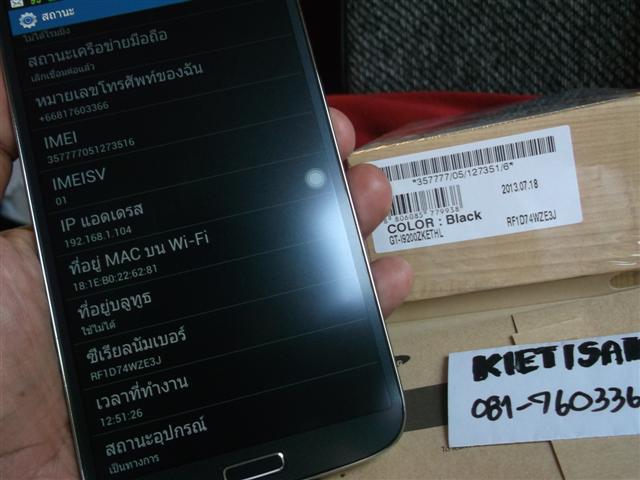 สถานะ
ไม่ได้โรมมิ่ง
สถานะเครือข่ายมือถือ
เลิกเชื่อมต่อแล้ว
หมายเลขโทรศัพท์ของฉัน
+66817603366
IMEI
357777051273516
IMEISV
01
IP แอดเดรส
192.168.1.104
ที่อยู่ MAC บน Wi-Fi
18:1E:B0:22:62:81
ที่อยู่บลูทูธ
ใช้ไม่ได้
ซีเรียลนัมเบอร์
RF1D74WZE3J
เวลาที่ทำงาน
12:51:26
สถานะอุปกรณ์
เป็นทางการ
*357777/05/127351/6*
2013.07.18
8 806085 779938
COLOR : Black
GT-I9200ZKETHL
RF1D74WZE3J
KIETISAK
081-760336